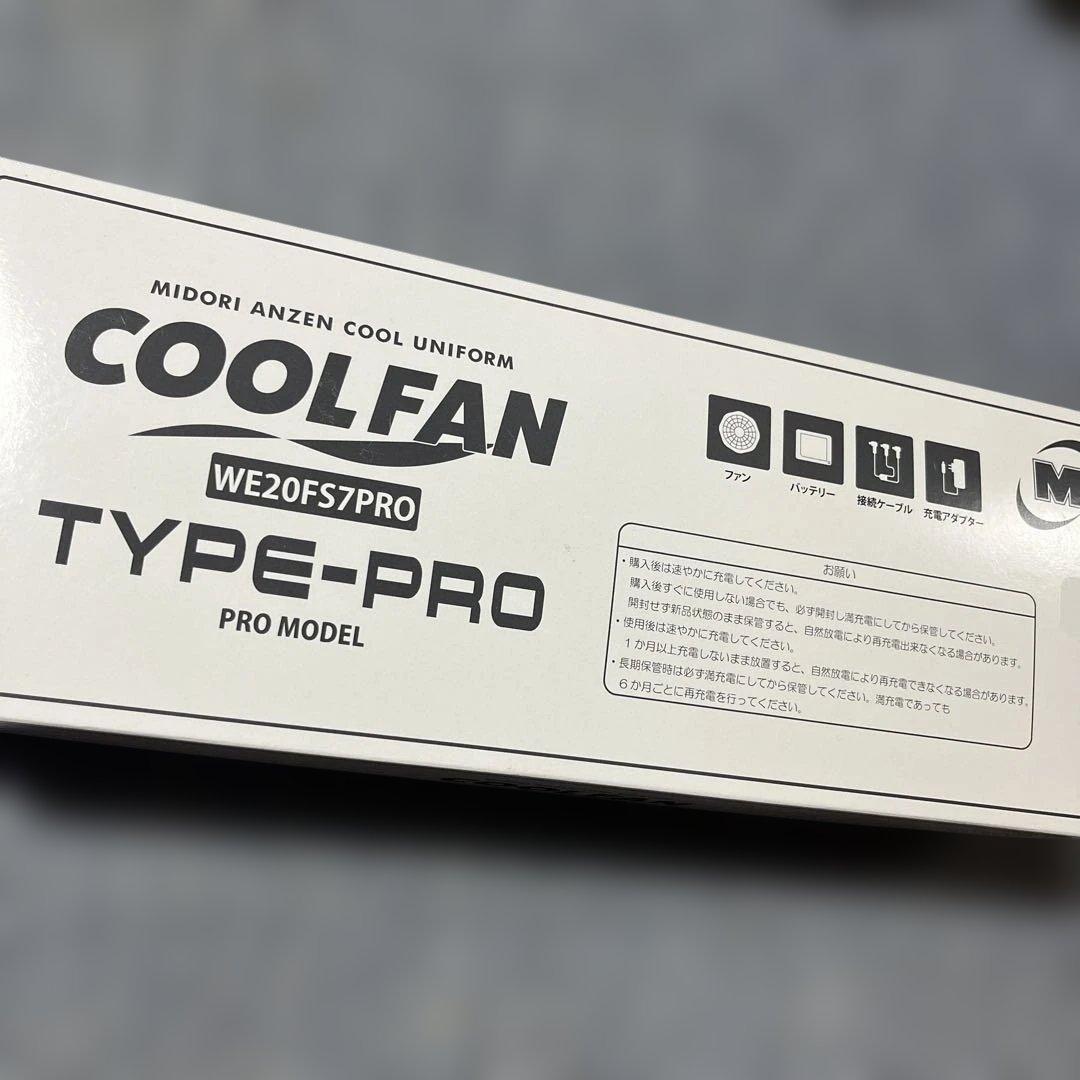 MIDORI ANZEN COOL UNIFORM
COOLFAN
WE20FS7PRO
TYPE-PRO
PRO MODEL
ファン
バッテリー
接続ケーブル
充電アダプター
M
お願い
・購入後は速やかに充電してください。
購入後すぐに使用しない場合でも、必ず開封し満充電にしてから保管してください。
開封せず新品状態のまま保管すると、自然放電により再充電出来なくなる場合があります。
・使用後は速やかに充電してください。
1か月以上充電しないまま放置すると、自然放電により再充電できなくなる場合があります。
・長期保管時は必ず満充電にしてから保管してください。満充電であっても
6か月ごとに再充電を行ってください。
COOLFAN